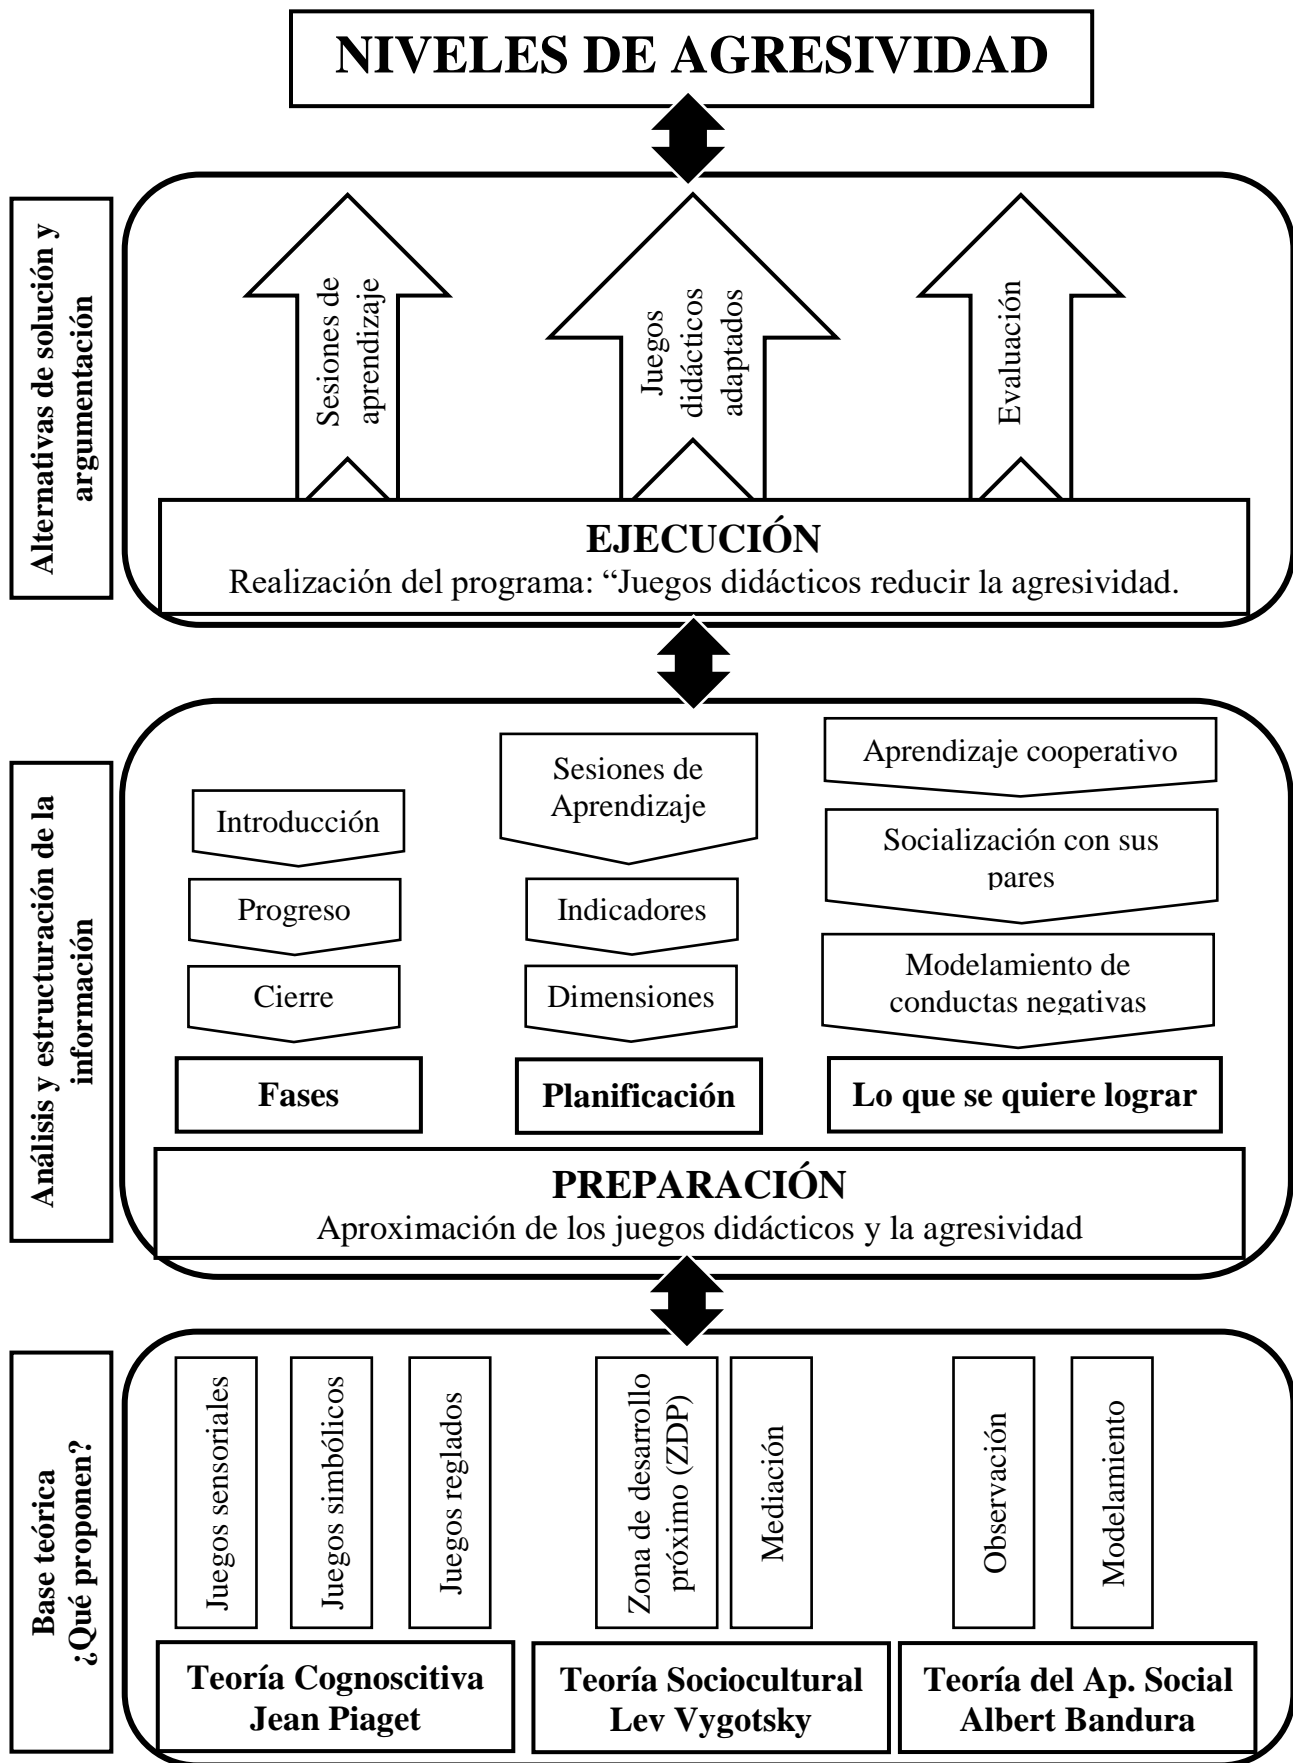 NIVELES DE AGRESIVIDAD
Alternativas de solución y
argumentación
Sesiones de
aprendizaje
Juegos
didácticos
adaptados
Evaluación
EJECUCIÓN
Realización del programa: “Juegos didácticos reducir la agresividad.
Análisis y estructuración de la
información
Introducción
Progreso
Cierre
Fases
Sesiones de
Aprendizaje
Indicadores
Dimensiones
Planificación
Aprendizaje cooperativo
Socialización con sus
pares
Modelamiento de
conductas negativas
Lo que se quiere lograr
PREPARACIÓN
Aproximación de los juegos didácticos y la agresividad
Base teórica
¿Qué proponen?
Juegos sensoriales
Juegos simbólicos
Juegos reglados
Teoría Cognoscitiva
Jean Piaget
Zona de desarrollo
próximo (ZDP)
Mediación
Teoría Sociocultural
Lev Vygotsky
Observación
Modelamiento
Teoría del Ap. Social
Albert Bandura